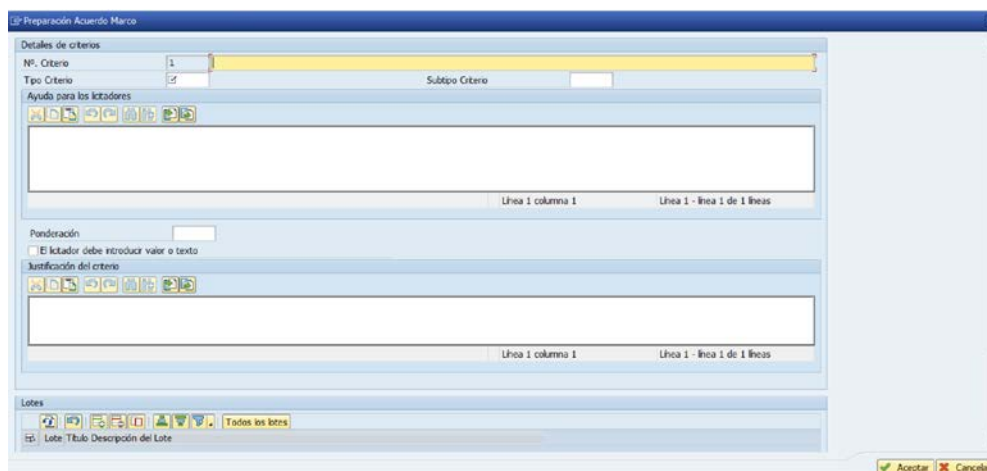 Preparación Acuerdo Marco
Detalles de criterios
Nº. Criterio 1
Tipo Criterio Subtipo Criterio
Ayuda para los licitadores
Línea 1 columna 1 Línea 1 - línea 1 de 1 líneas
Ponderación
El licitador debe introducir valor o texto
Justificación del criterio
Línea 1 columna 1 Línea 1 - línea 1 de 1 líneas
Lotes
Todos los lotes
Lote Título Descripción del Lote
Aceptar Cancela